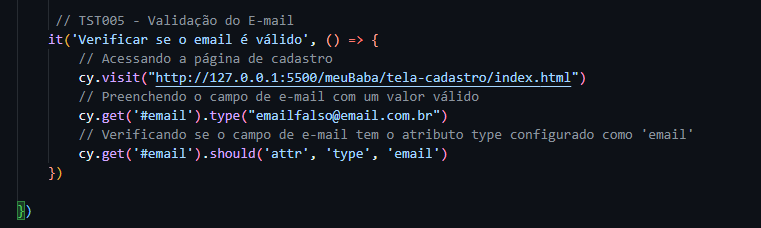 // TST005 - Validação do E-mail
it('Verificar se o email é válido', () => {
// Acessando a página de cadastro
cy.visit("http://127.0.0.1:5500/meuBaba/tela-cadastro/index.html")
// Preenchendo o campo de e-mail com um valor válido
cy.get('#email').type("emailfalso@email.com.br")
// Verificando se o campo de e-mail tem o atributo type configurado como 'email'
cy.get('#email').should('attr', 'type', 'email')
})
})